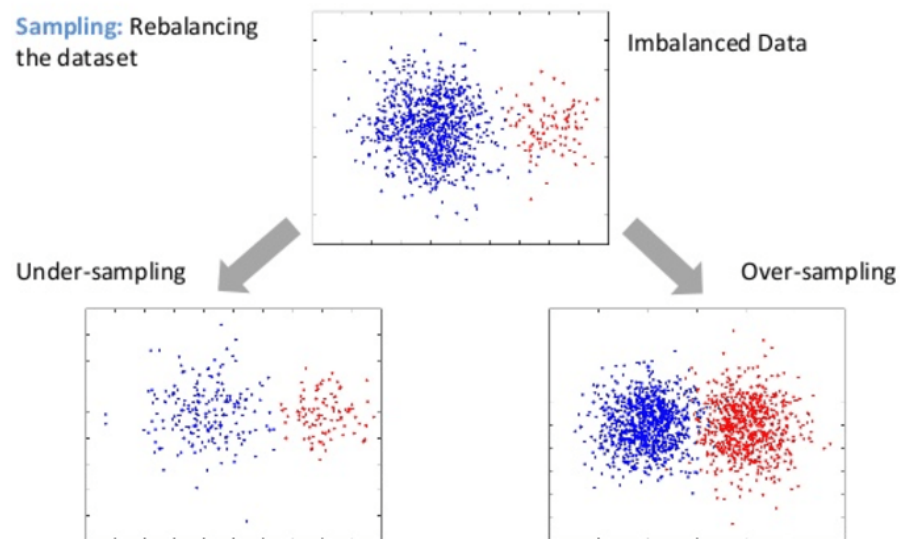 Sampling: Rebalancing
the dataset
Imbalanced Data
Under-sampling
Over-sampling